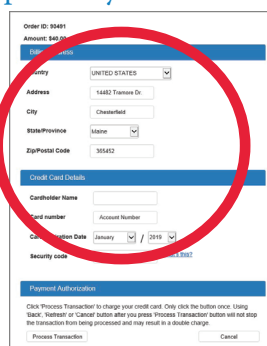 Order ID: 90491
Amount: $40.00
Country UNITED STATES
Address 14482 Tramore Dr.
City Chesterfield
State/Province Maine
Zip/Postal Code 365452
Credit Card Details
Cardholder Name
Card number Account Number
Date January / 2019
Security code this?
Payment Authorization
Click 'Process Transaction' to charge your credit card. Only click the button once. Using
'Back', 'Refresh' or 'Cancel' button after you press 'Process Transaction' button will not stop
the transaction from being processed and may result in a double charge.
Process Transaction Cancel